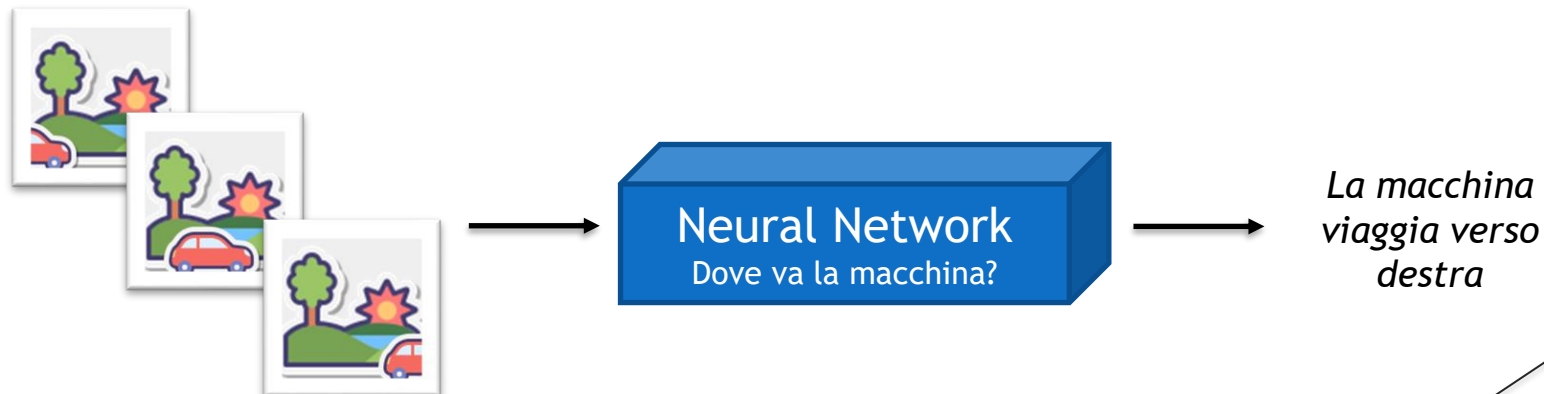 Neural Network
Dove va la macchina?
La macchina
viaggia verso
destra